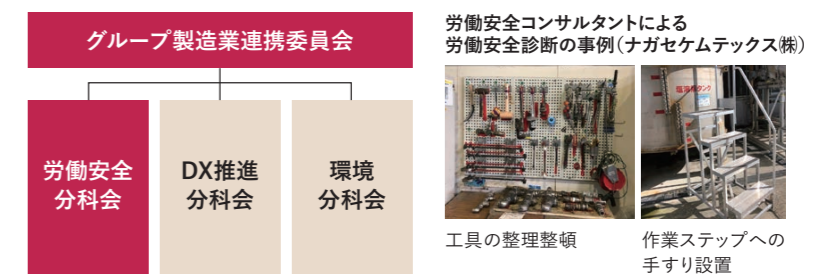 グループ製造業連携委員会
労働安全
分科会
DX推進
分科会
環境
分科会
労働安全コンサルタントによる
労働安全診断の事例(ナガセケムテックス㈱)
工具の整理整頓
作業ステップへの
手すり設置